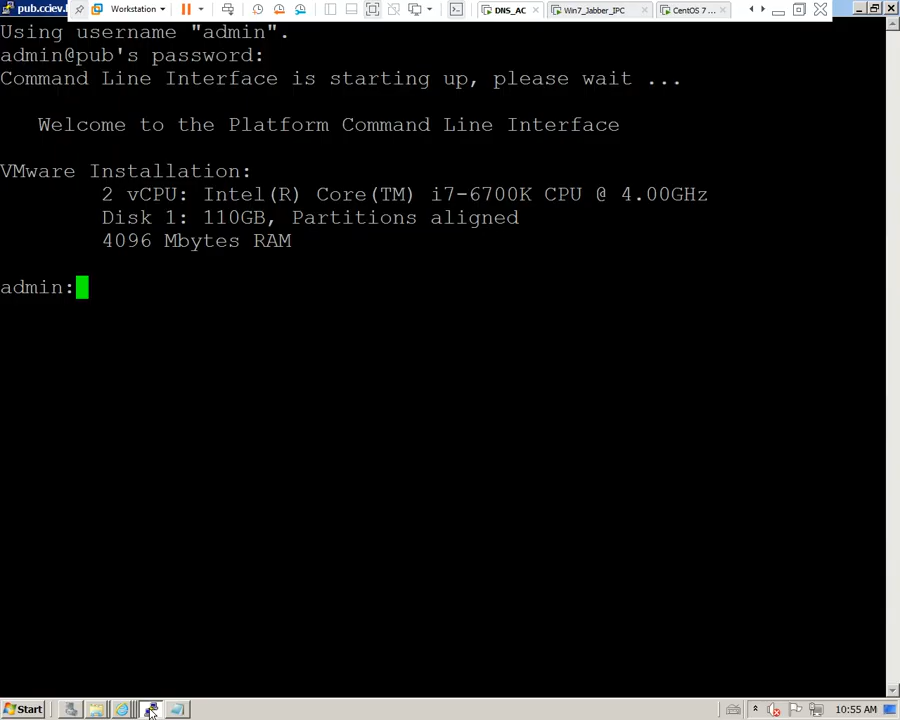 pub.cciev.
Workstation
DNS_AC
Win7_Jabber_IPC
CentOS 7 ...
Using username "admin".
admin@pub's password:
Command Line Interface is starting up, please wait ...
Welcome to the Platform Command Line Interface
VMware Installation:
2 vCPU: Intel(R) Core(TM) i7-6700K CPU @ 4.00GHz
Disk 1: 110GB, Partitions aligned
4096 Mbytes RAM
admin:
Start
10:55 AM